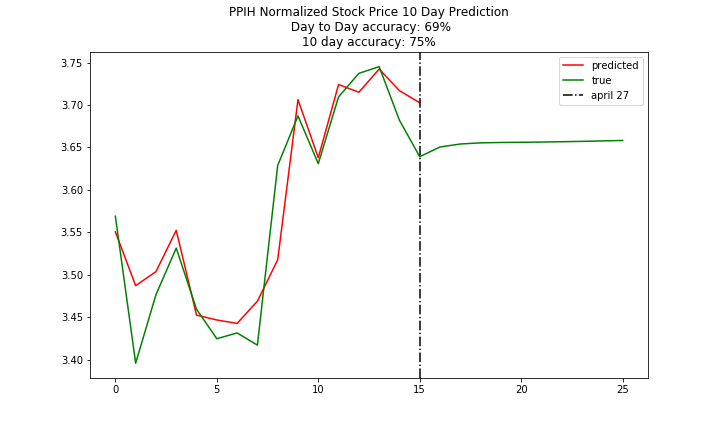 PPIH Normalized Stock Price 10 Day Prediction
Day to Day accuracy: 69%
10 day accuracy: 75%
predicted
true
april 27
3.75
3.70
3.65
3.60
3.55
3.50
3.45
3.40
0 5 10 15 20 25